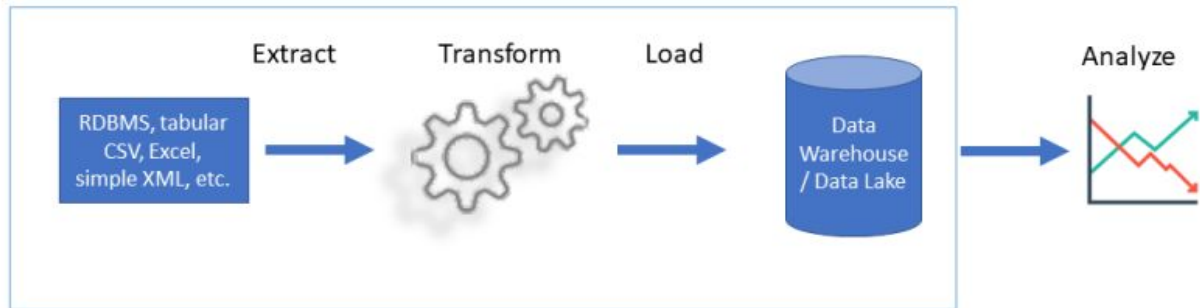 Extract
Transform
Load
Analyze
RDBMS, tabular
CSV, Excel,
simple XML, etc.
Data
Warehouse
/ Data Lake